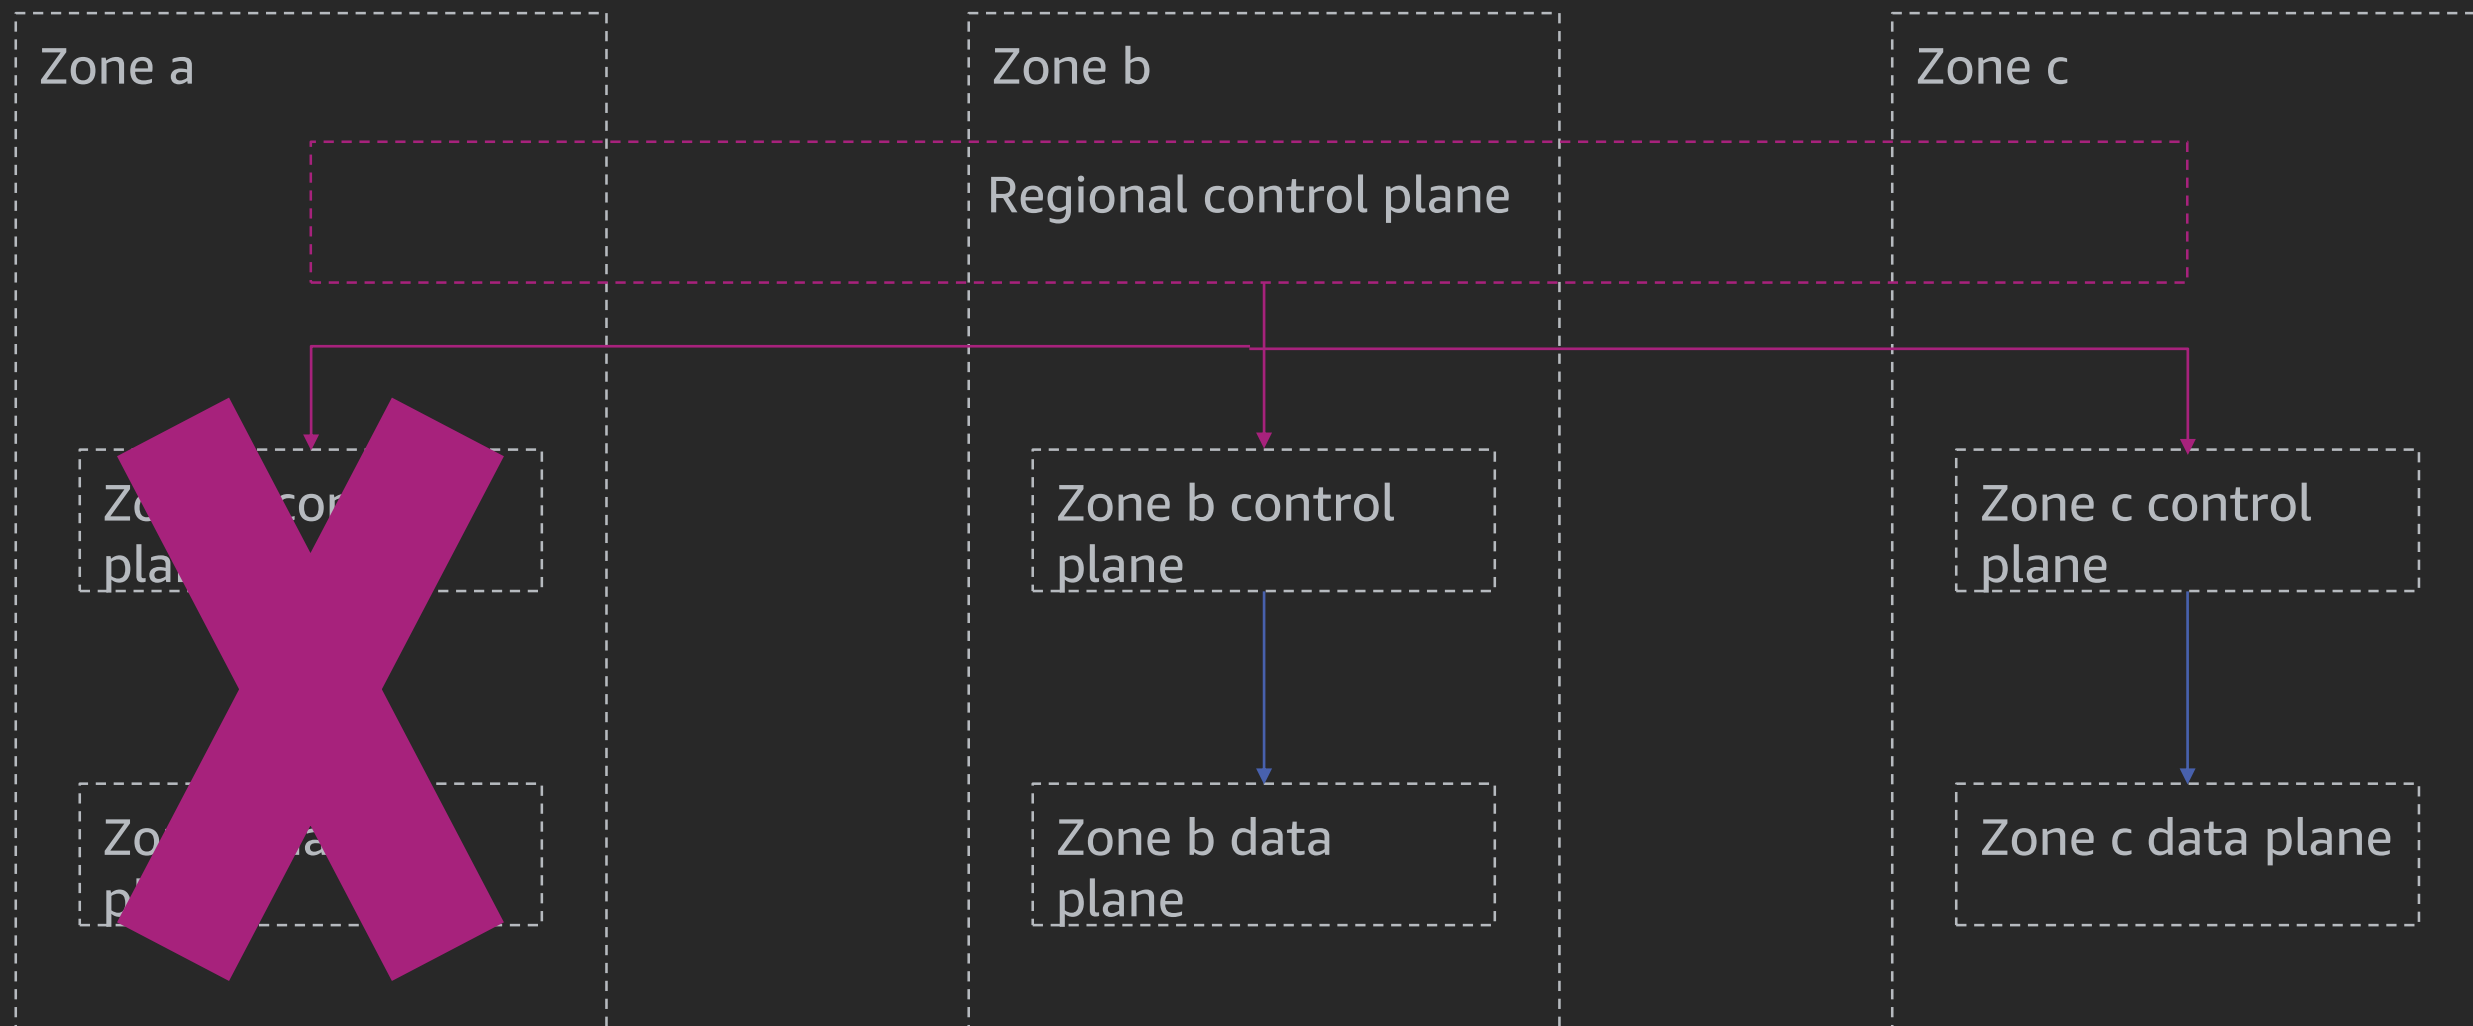 Zone a
Zone b
Zone c
Regional control plane
Zone b control
plane
Zone c control
plane
Zone b data
plane
Zone c data plane